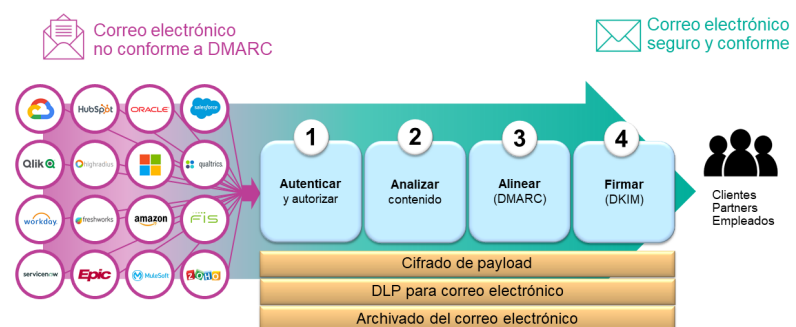 Correo electrónico
no conforme a DMARC
Correo electrónico
seguro y conforme
HubSpot
ORACLE
salesforce
Qlik
highradius
qualtrics
workday
freshworks
amazon
FIS
servicenow
Epic
MuleSoft
ZOHO
1
Autenticar
y autorizar
2
Analizar
contenido
3
Alinear
(DMARC)
4
Firmar
(DKIM)
Clientes
Partners
Empleados
Cifrado de payload
DLP para correo electrónico
Archivado del correo electrónico